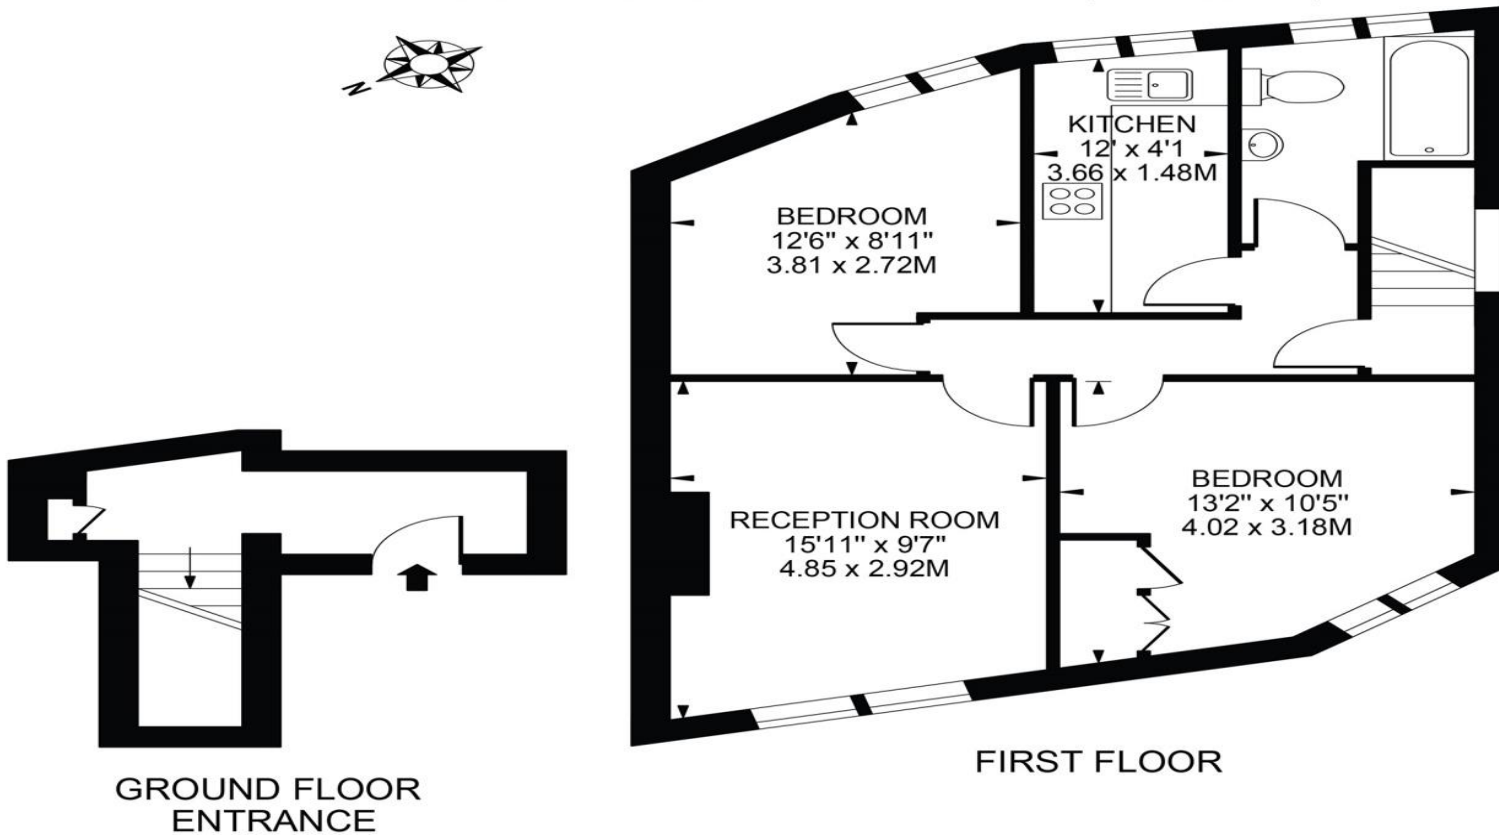 N
KITCHEN
12' x 4'1
3.66 x 1.48M
BEDROOM
12'6" x 8'11"
3.81 x 2.72M
BEDROOM
13'2" x 10'5"
4.02 x 3.18M
RECEPTION ROOM
15'11" x 9'7"
4.85 x 2.92M
FIRST FLOOR
GROUND FLOOR
ENTRANCE